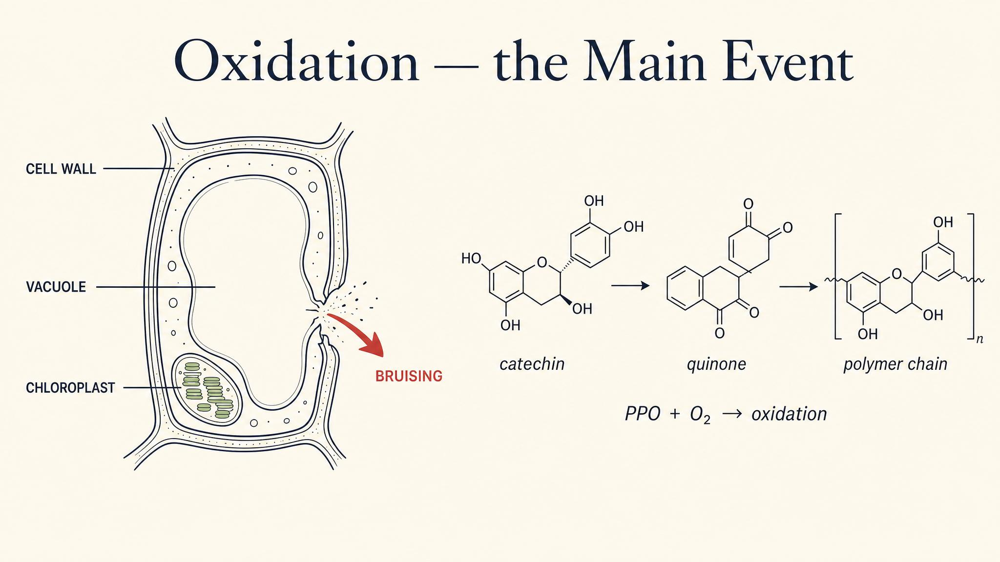 Oxidation — the Main Event
CELL WALL
VACUOLE
CHLOROPLAST
BRUISING
OH
OH
HO
O
OH
OH
catechin
O
O
O
O
quinone
OH
O
OH
OH
n
polymer chain
PPO + O₂ → oxidation